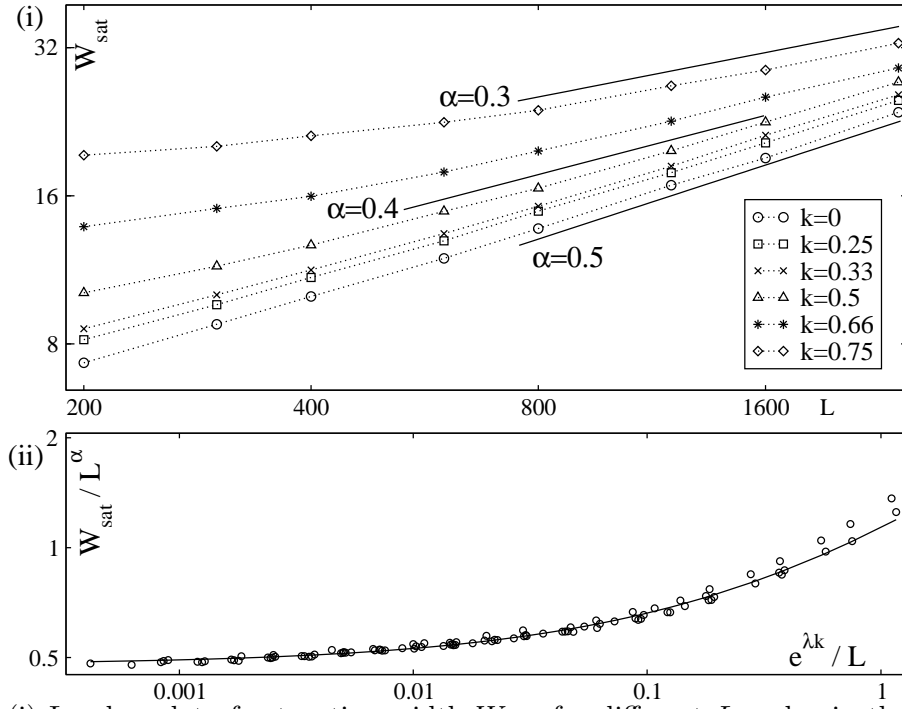 (i)
W_sat
32
16
8
α=0.3
α=0.4
α=0.5
k=0
k=0.25
k=0.33
k=0.5
k=0.66
k=0.75
200 400 800 1600 L
(ii)
W_sat / L^α
2
1
0.5
e^λk / L
0.001 0.01 0.1 1